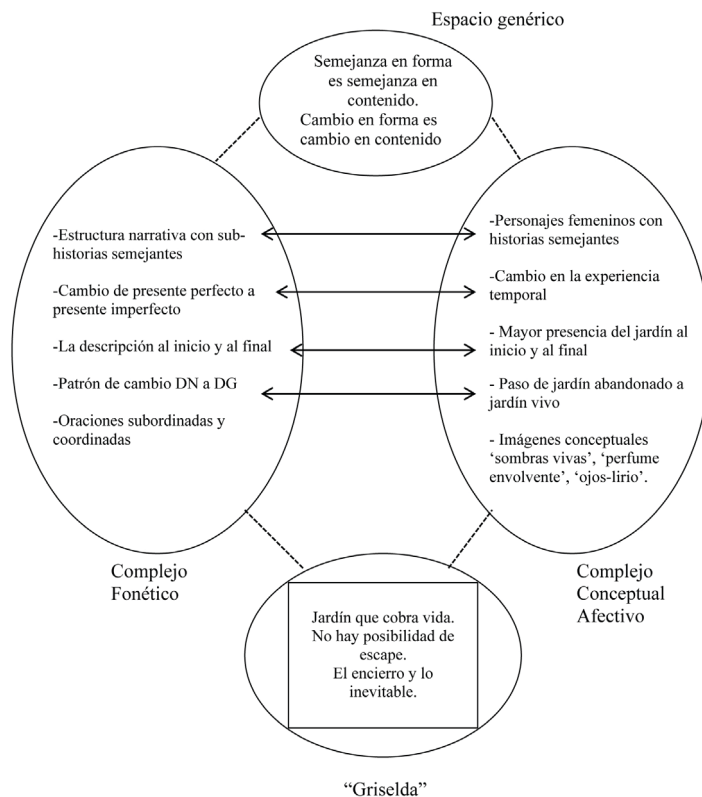 Espacio genérico
Semejanza en forma
es semejanza en
contenido.
Cambio en forma es
cambio en contenido
-Estructura narrativa con sub-
historias semejantes
-Cambio de presente perfecto a
presente imperfecto
-La descripción al inicio y al final
-Patrón de cambio DN a DG
-Oraciones subordinadas y
coordinadas
-Personajes femeninos con
historias semejantes
-Cambio en la experiencia
temporal
- Mayor presencia del jardín al
inicio y al final
- Paso de jardín abandonado a
jardín vivo
-Imágenes conceptuales
‘sombras vivas’, ‘perfume
envolvente’, ‘ojos-lirio’.
Complejo
Fonético
Complejo
Conceptual
Afectivo
Jardín que cobra vida.
No hay posibilidad de
escape.
El encierro y lo
inevitable.
“Griselda”